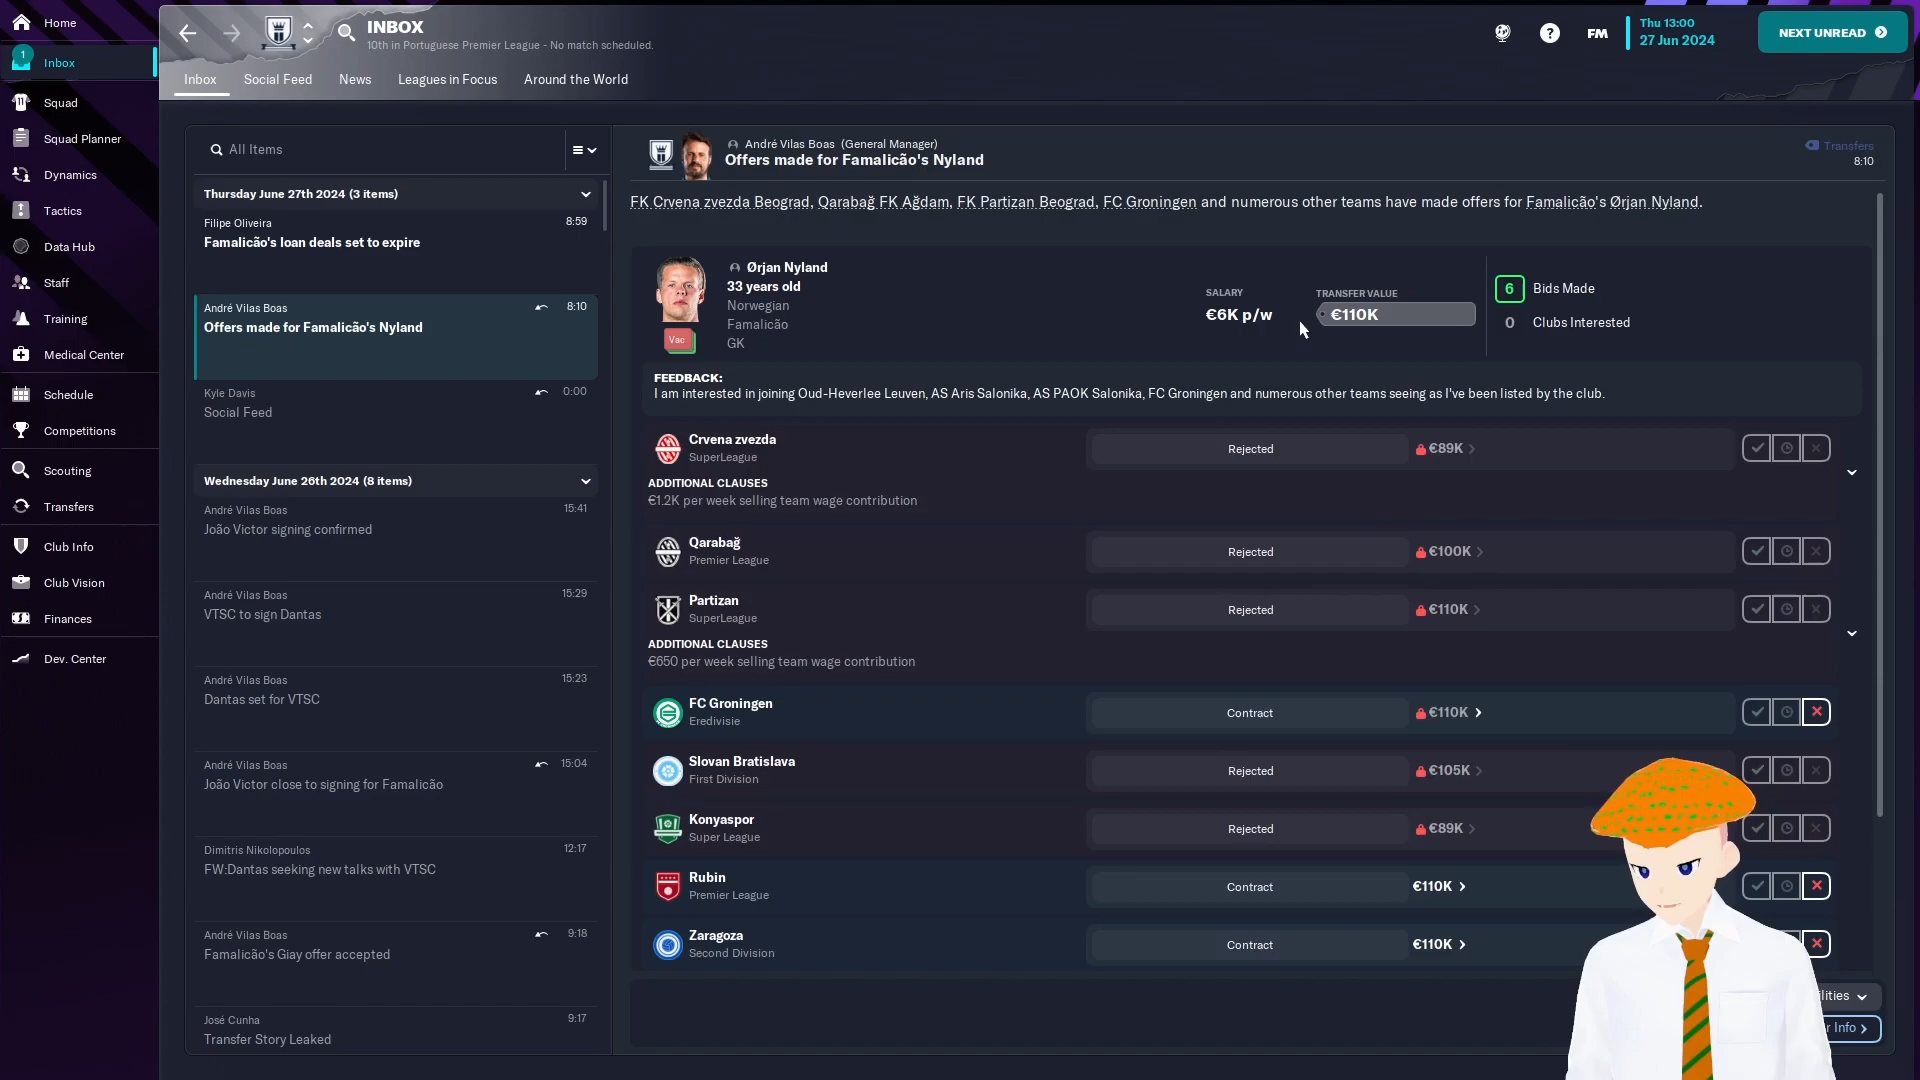 Home
1
Inbox
Squad
Squad Planner
Dynamics
Tactics
Data Hub
Staff
Training
Medical Center
Schedule
Competitions
Scouting
Transfers
Club Info
Club Vision
Finances
Dev. Center
INBOX
10th in Portuguese Premier League - No match scheduled.
Inbox
Social Feed
News
Leagues in Focus
Around the World
?
FM
Thu 13:00
27 Jun 2024
NEXT UNREAD
All Items
Thursday June 27th 2024 (3 items)
Filipe Oliveira 8:59
Famalicão's loan deals set to expire
André Vilas Boas 8:10
Offers made for Famalicão's Nyland
Kyle Davis 0:00
Social Feed
Wednesday June 26th 2024 (8 items)
André Vilas Boas 15:41
João Victor signing confirmed
André Vilas Boas 15:29
VTSC to sign Dantas
André Vilas Boas 15:23
Dantas set for VTSC
André Vilas Boas 15:04
João Victor close to signing for Famalicão
Dimitris Nikolopoulos 12:17
FW:Dantas seeking new talks with VTSC
André Vilas Boas 9:18
Famalicão's Giay offer accepted
José Cunha 9:17
Transfer Story Leaked
André Vilas Boas (General Manager)
Offers made for Famalicão's Nyland
Transfers
8:10
FK Crvena zvezda Beograd, Qarabağ FK Ağdam, FK Partizan Beograd, FC Groningen and numerous other teams have made offers for Famalicão's Ørjan Nyland.
Ørjan Nyland
33 years old
Norwegian
Famalicão
GK
Vac
SALARY
€6K p/w
TRANSFER VALUE
€110K
6 Bids Made
0 Clubs Interested
FEEDBACK:
I am interested in joining Oud-Heverlee Leuven, AS Aris Salonika, AS PAOK Salonika, FC Groningen and numerous other teams seeing as I've been listed by the club.
Crvena zvezda
SuperLeague
Rejected €89K
ADDITIONAL CLAUSES
€1.2K per week selling team wage contribution
Qarabağ
Premier League
Rejected €100K
Partizan
SuperLeague
Rejected €110K
ADDITIONAL CLAUSES
€650 per week selling team wage contribution
FC Groningen
Eredivisie
Contract €110K
Slovan Bratislava
First Division
Rejected €105K
Konyaspor
Super League
Rejected €89K
Rubin
Premier League
Contract €110K
Zaragoza
Second Division
Contract €110K
ilities
r Info